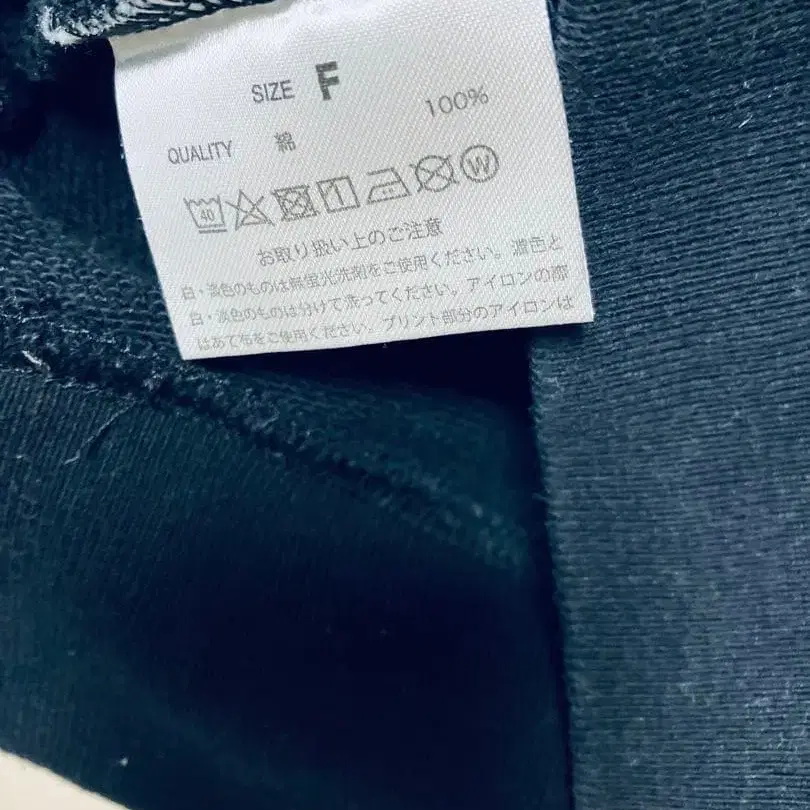 SIZE F
QUALITY 綿 100%
40 W
お取り扱い上のご注意
白・淡色のものは無蛍光洗剤をご使用ください。濃色と
白・淡色のものは分けて洗ってください。アイロンの際
はあて布をご使用ください。プリント部分のアイロンは